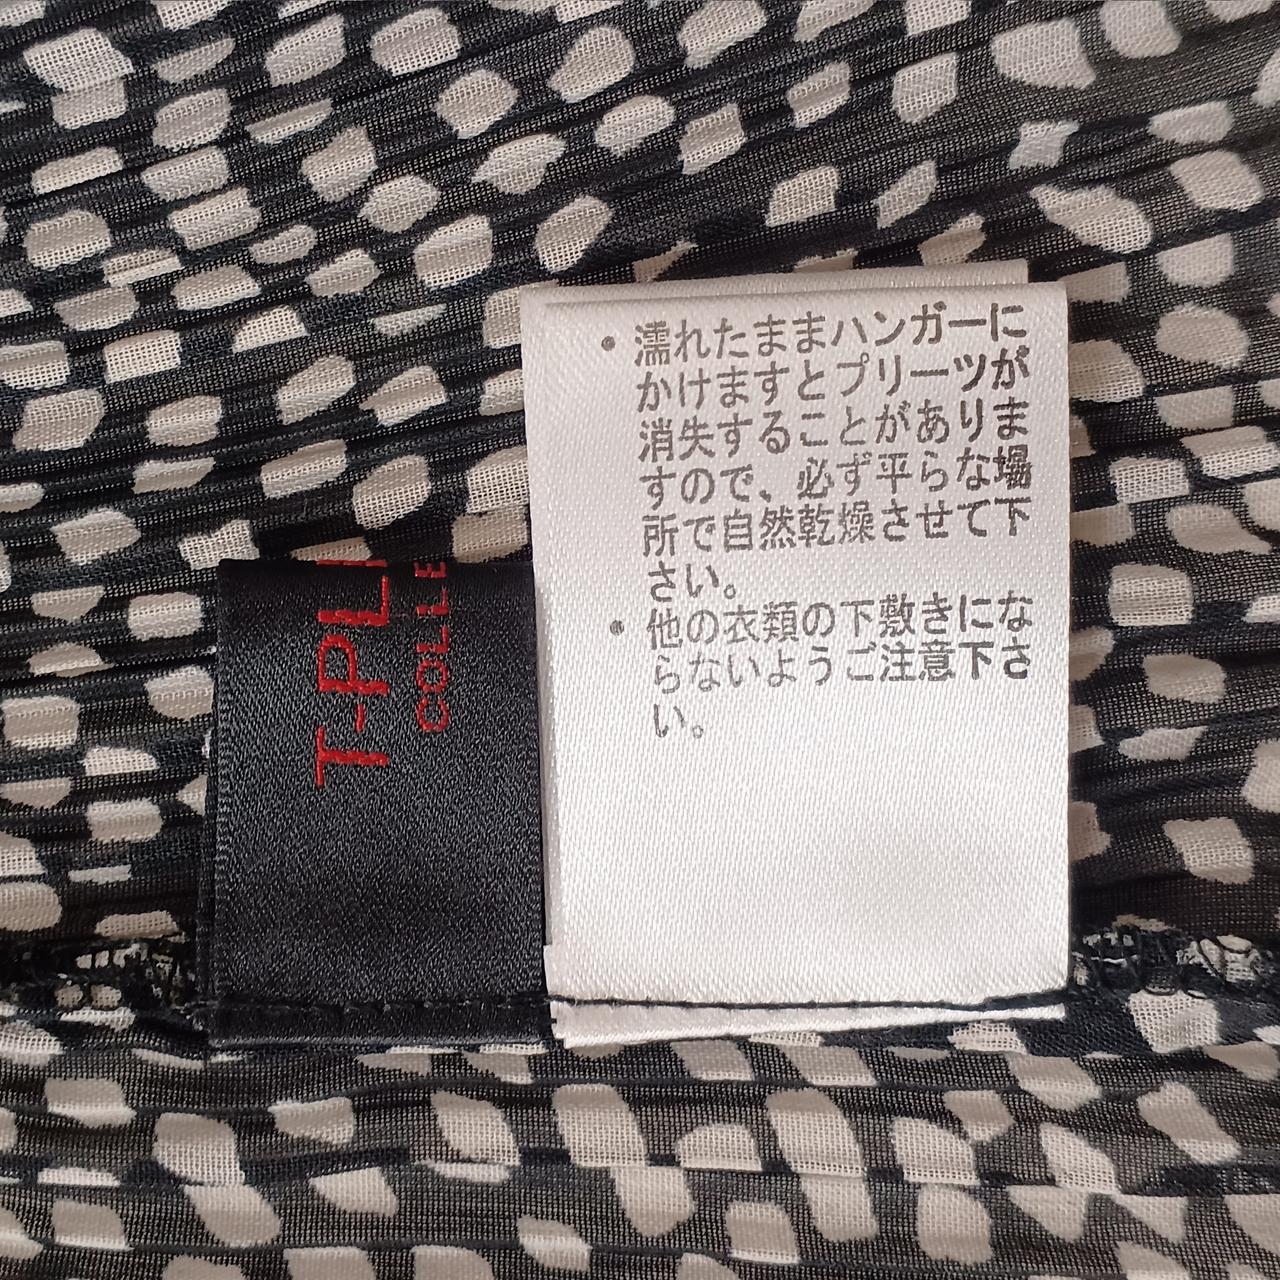 ・濡れたままハンガーに
かけますとプリーツが
消失することがありま
すので、必ず平らな場
所で自然乾燥させて下
さい。
・他の衣類の下敷きにな
らないようご注意下さ
い。
T-PL
COLLE